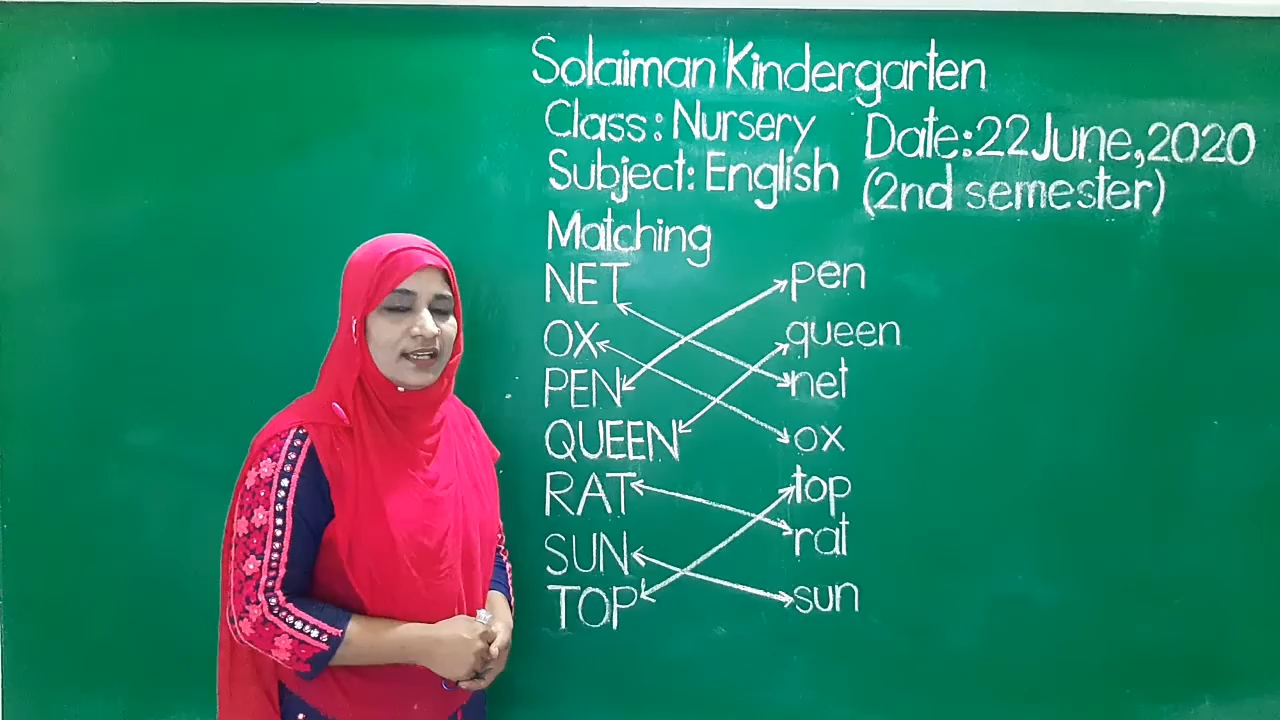 Solaiman Kindergarten
Class: Nursery Date: 22 June, 2020
Subject: English (2nd semester)
Matching
NET pen
OX queen
PEN net
QUEEN ox
RAT top
SUN rat
TOP sun